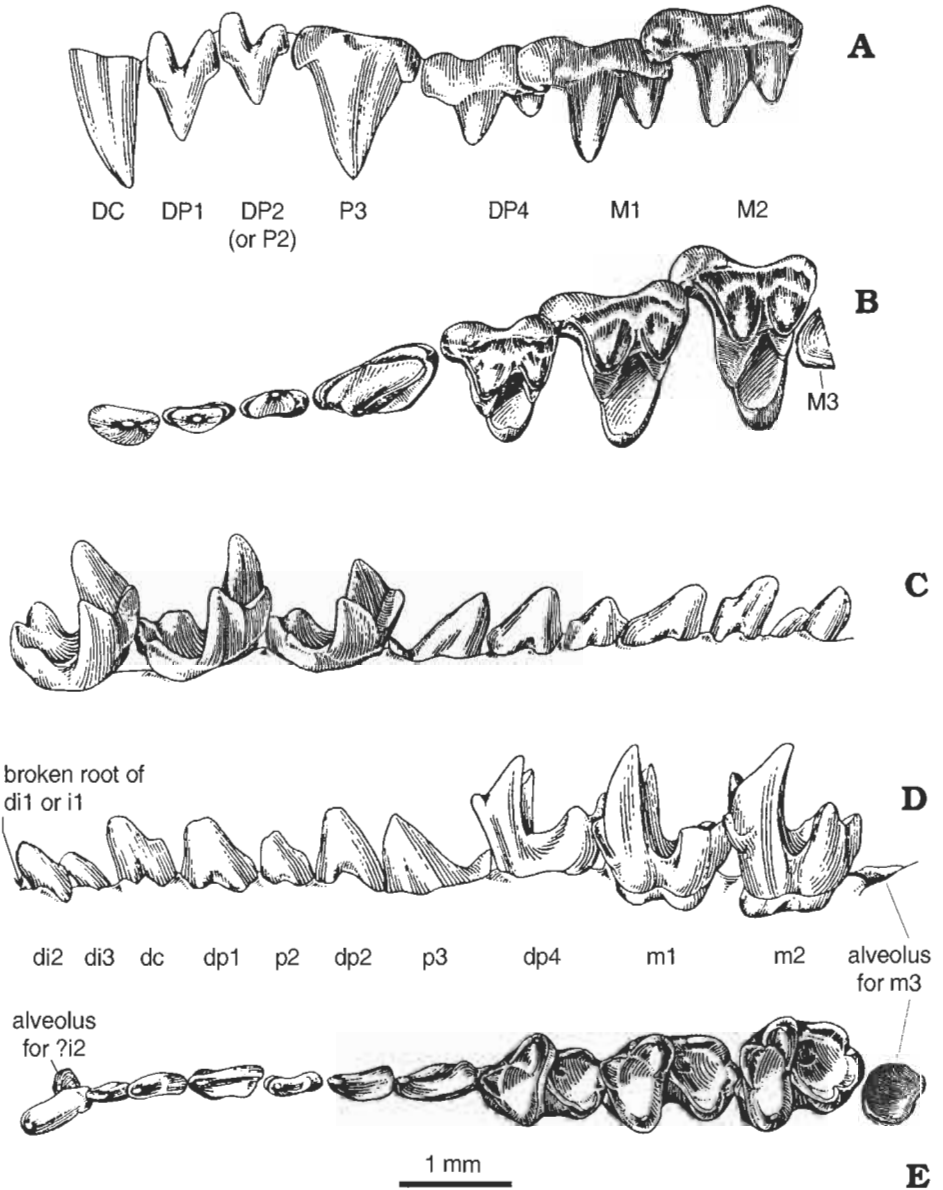 A
DC DP1 DP2 P3 DP4 M1 M2
(or P2)
B
M3
C
broken root of
di1 or i1
D
di2 di3 dc dp1 p2 dp2 p3 dp4 m1 m2 alveolus
for m3
alveolus
for ?i2
1 mm
E